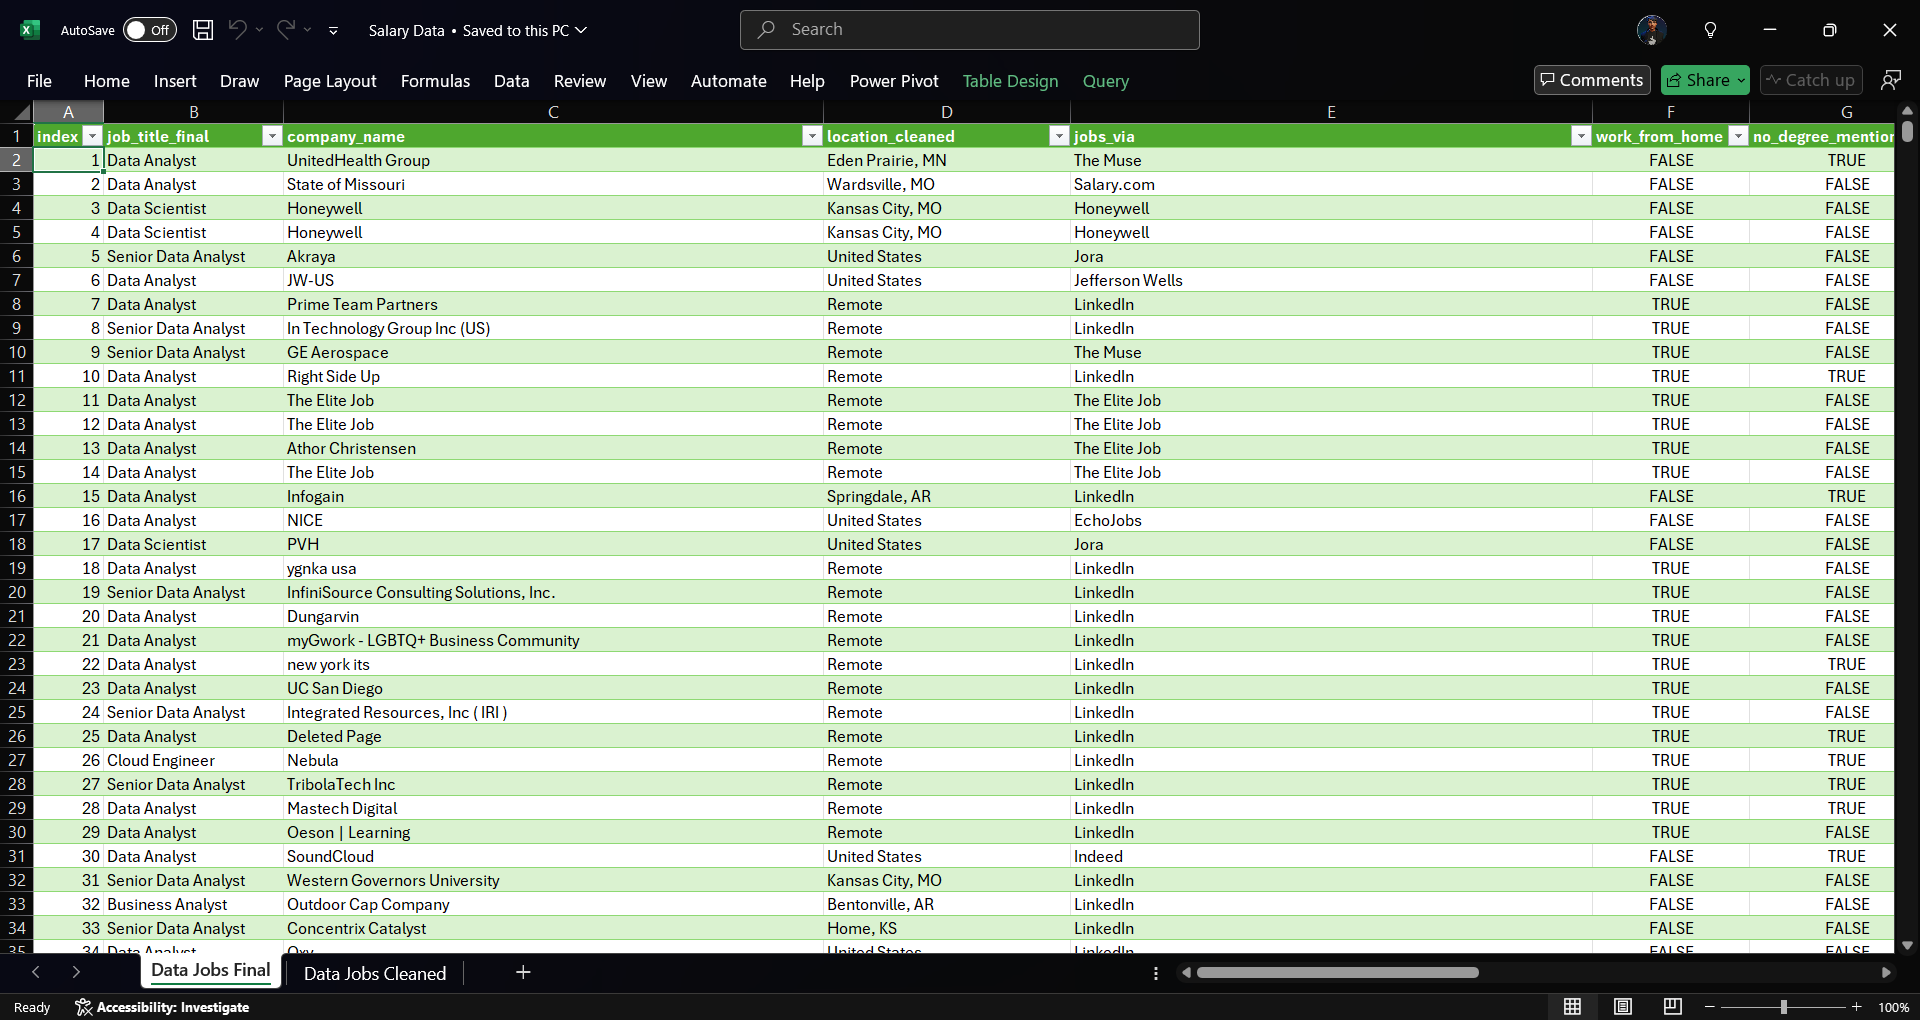 AutoSave Off Salary Data • Saved to this PC Search
File Home Insert Draw Page Layout Formulas Data Review View Automate Help Power Pivot Table Design Query Comments Share Catch up
A B C D E F G
1 index job_title_final company_name location_cleaned jobs_via work_from_home no_degree_mention
2 1 Data Analyst UnitedHealth Group Eden Prairie, MN The Muse FALSE TRUE
3 2 Data Analyst State of Missouri Wardsville, MO Salary.com FALSE FALSE
4 3 Data Scientist Honeywell Kansas City, MO Honeywell FALSE FALSE
5 4 Data Scientist Honeywell Kansas City, MO Honeywell FALSE FALSE
6 5 Senior Data Analyst Akraya United States Jora FALSE FALSE
7 6 Data Analyst JW-US United States Jefferson Wells FALSE FALSE
8 7 Data Analyst Prime Team Partners Remote LinkedIn TRUE FALSE
9 8 Senior Data Analyst In Technology Group Inc (US) Remote LinkedIn TRUE FALSE
10 9 Senior Data Analyst GE Aerospace Remote The Muse TRUE FALSE
11 10 Data Analyst Right Side Up Remote LinkedIn TRUE TRUE
12 11 Data Analyst The Elite Job Remote The Elite Job TRUE FALSE
13 12 Data Analyst The Elite Job Remote The Elite Job TRUE FALSE
14 13 Data Analyst Athor Christensen Remote The Elite Job TRUE FALSE
15 14 Data Analyst The Elite Job Remote The Elite Job TRUE FALSE
16 15 Data Analyst Infogain Springdale, AR LinkedIn FALSE TRUE
17 16 Data Analyst NICE United States EchoJobs FALSE FALSE
18 17 Data Scientist PVH United States Jora FALSE FALSE
19 18 Data Analyst ygnka usa Remote LinkedIn TRUE FALSE
20 19 Senior Data Analyst InfiniSource Consulting Solutions, Inc. Remote LinkedIn TRUE FALSE
21 20 Data Analyst Dungarvin Remote LinkedIn TRUE FALSE
22 21 Data Analyst myGwork - LGBTQ+ Business Community Remote LinkedIn TRUE FALSE
23 22 Data Analyst new york its Remote LinkedIn TRUE TRUE
24 23 Data Analyst UC San Diego Remote LinkedIn TRUE FALSE
25 24 Senior Data Analyst Integrated Resources, Inc ( IRI ) Remote LinkedIn TRUE FALSE
26 25 Data Analyst Deleted Page Remote LinkedIn TRUE TRUE
27 26 Cloud Engineer Nebula Remote LinkedIn TRUE TRUE
28 27 Senior Data Analyst TribolaTech Inc Remote LinkedIn TRUE TRUE
29 28 Data Analyst Mastech Digital Remote LinkedIn TRUE TRUE
30 29 Data Analyst Oeson | Learning Remote LinkedIn TRUE FALSE
31 30 Data Analyst SoundCloud United States Indeed FALSE TRUE
32 31 Senior Data Analyst Western Governors University Kansas City, MO LinkedIn FALSE FALSE
33 32 Business Analyst Outdoor Cap Company Bentonville, AR LinkedIn FALSE FALSE
34 33 Senior Data Analyst Concentrix Catalyst Home, KS LinkedIn FALSE FALSE
35 34 Data Analyst Oxy United States LinkedIn FALSE FALSE
Data Jobs Final Data Jobs Cleaned
Ready Accessibility: Investigate 100%